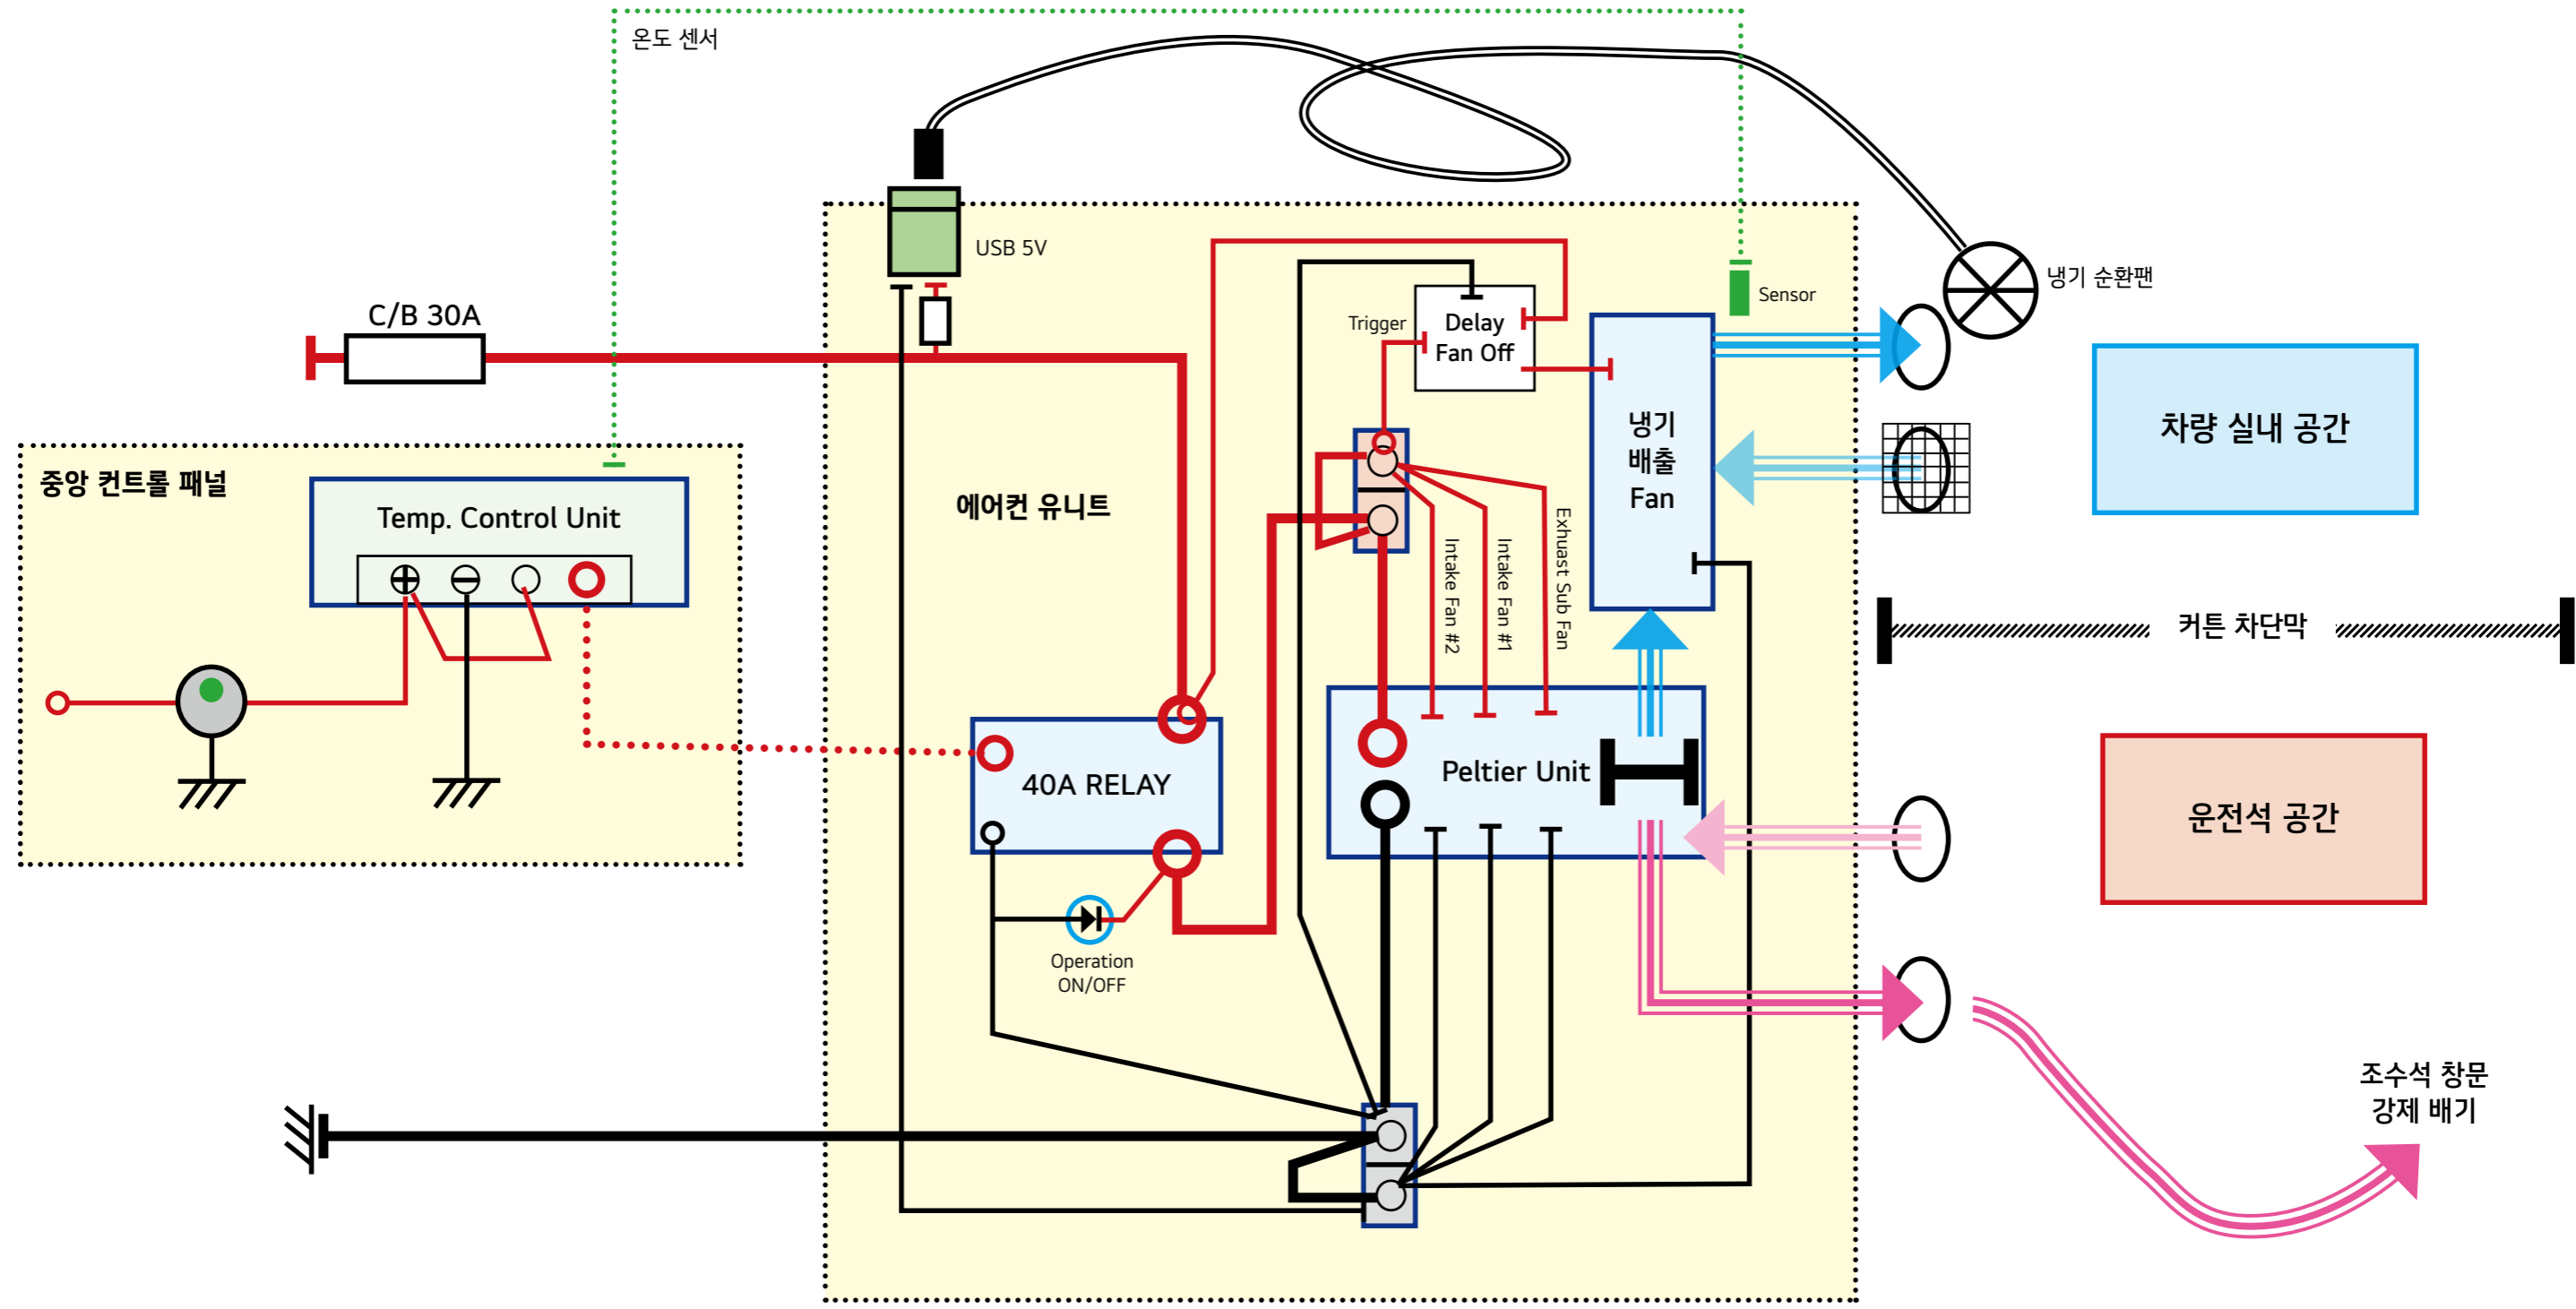 온도 센서
USB 5V
냉기 순환팬
Sensor
C/B 30A
Trigger
Delay
Fan Off
차량 실내 공간
중앙 컨트롤 패널
에어컨 유니트
냉기
배출
Fan
Temp. Control Unit
Intake Fan #2
Intake Fan #1
Exhuast Sub Fan
커튼 차단막
40A RELAY
Peltier Unit
운전석 공간
Operation
ON/OFF
조수석 창문
강제 배기